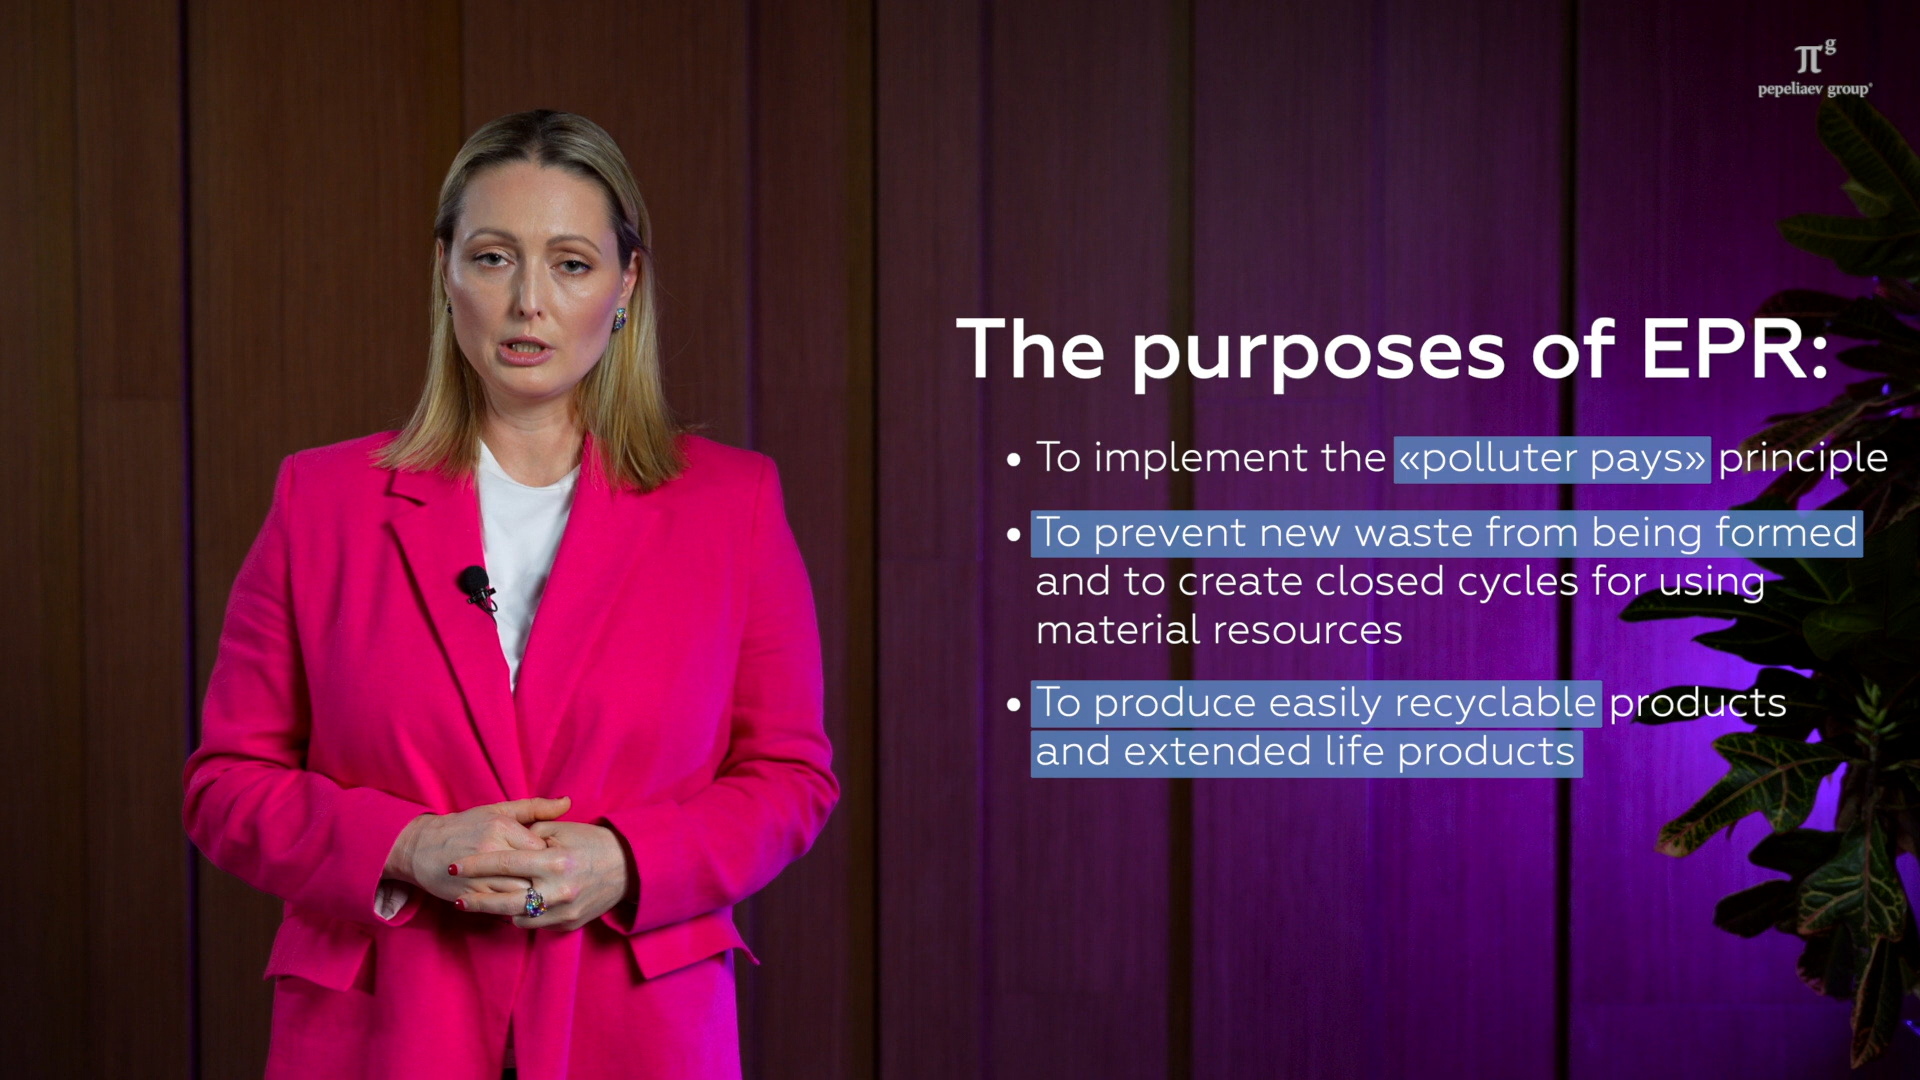 πg
pepeliaev group®
The purposes of EPR:
• To implement the «polluter pays» principle
• To prevent new waste from being formed
and to create closed cycles for using
material resources
• To produce easily recyclable products
and extended life products